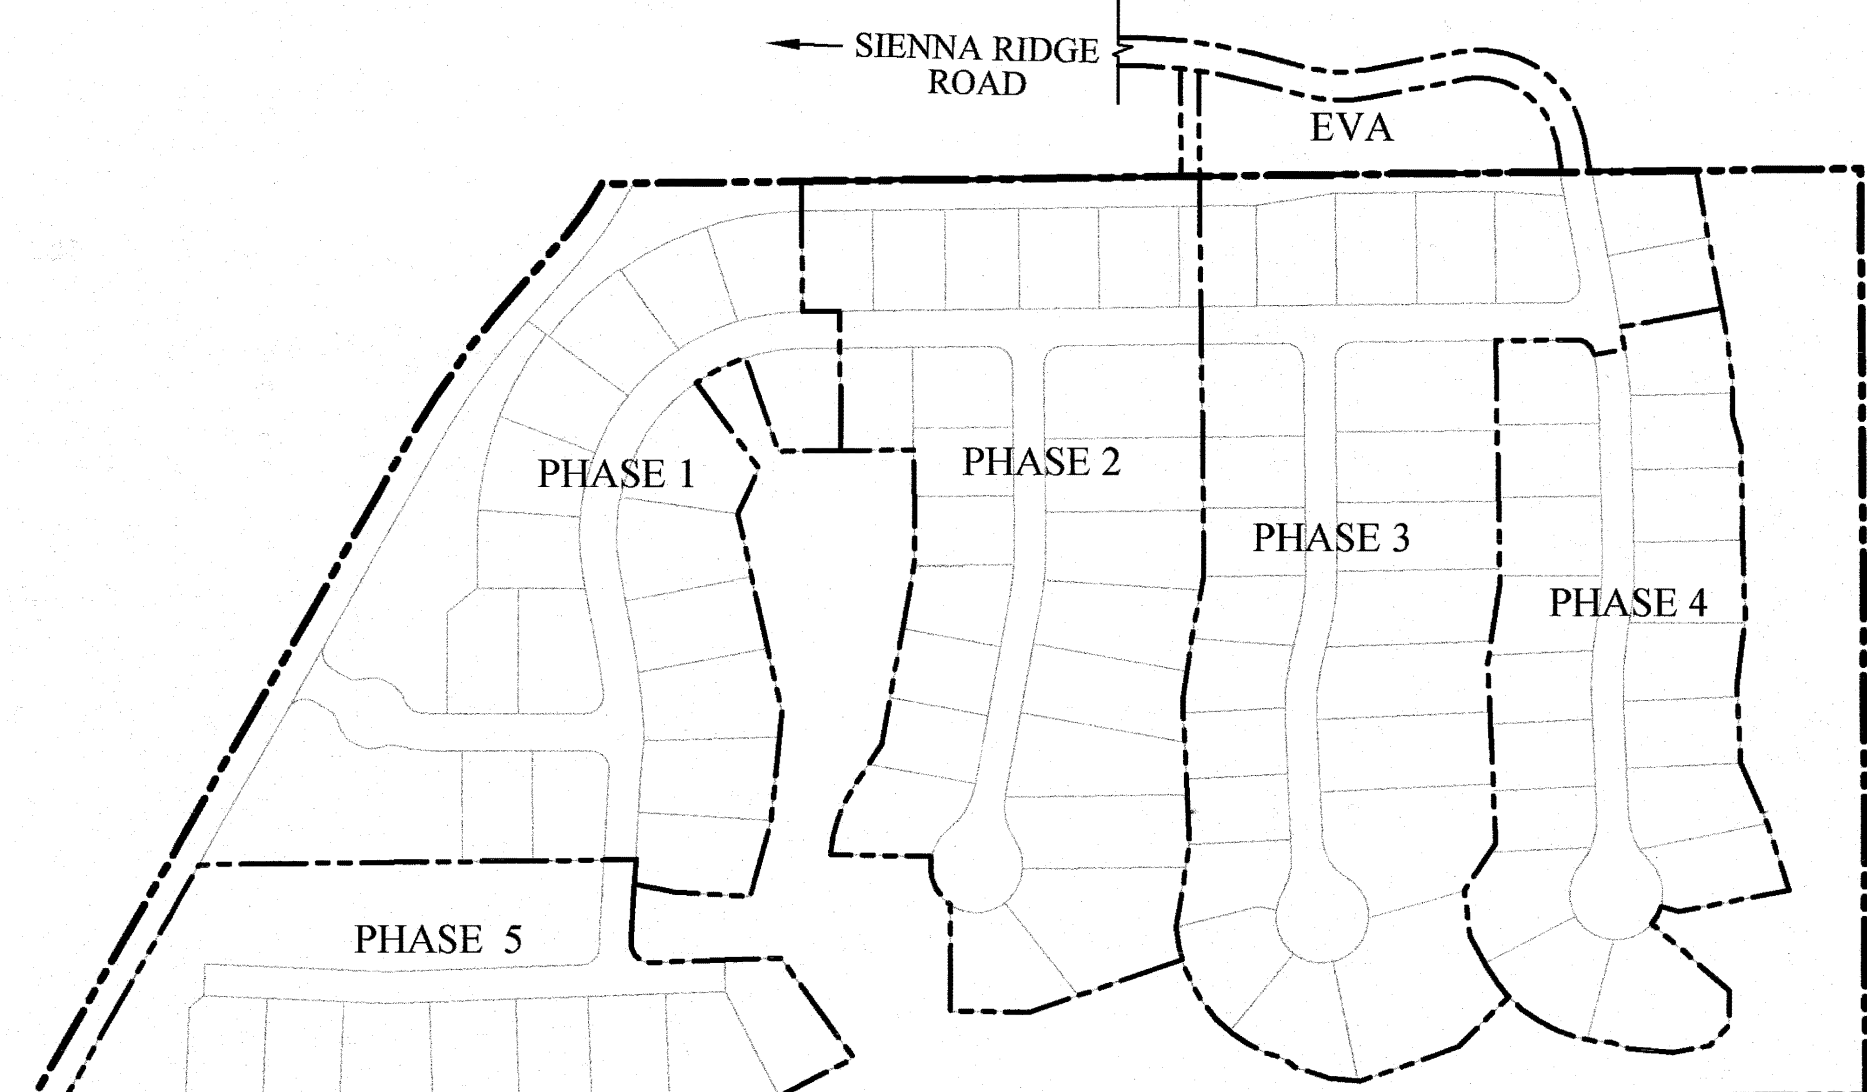 SIENNA RIDGE
ROAD
EVA
PHASE 1
PHASE 2
PHASE 3
PHASE 4
PHASE 5